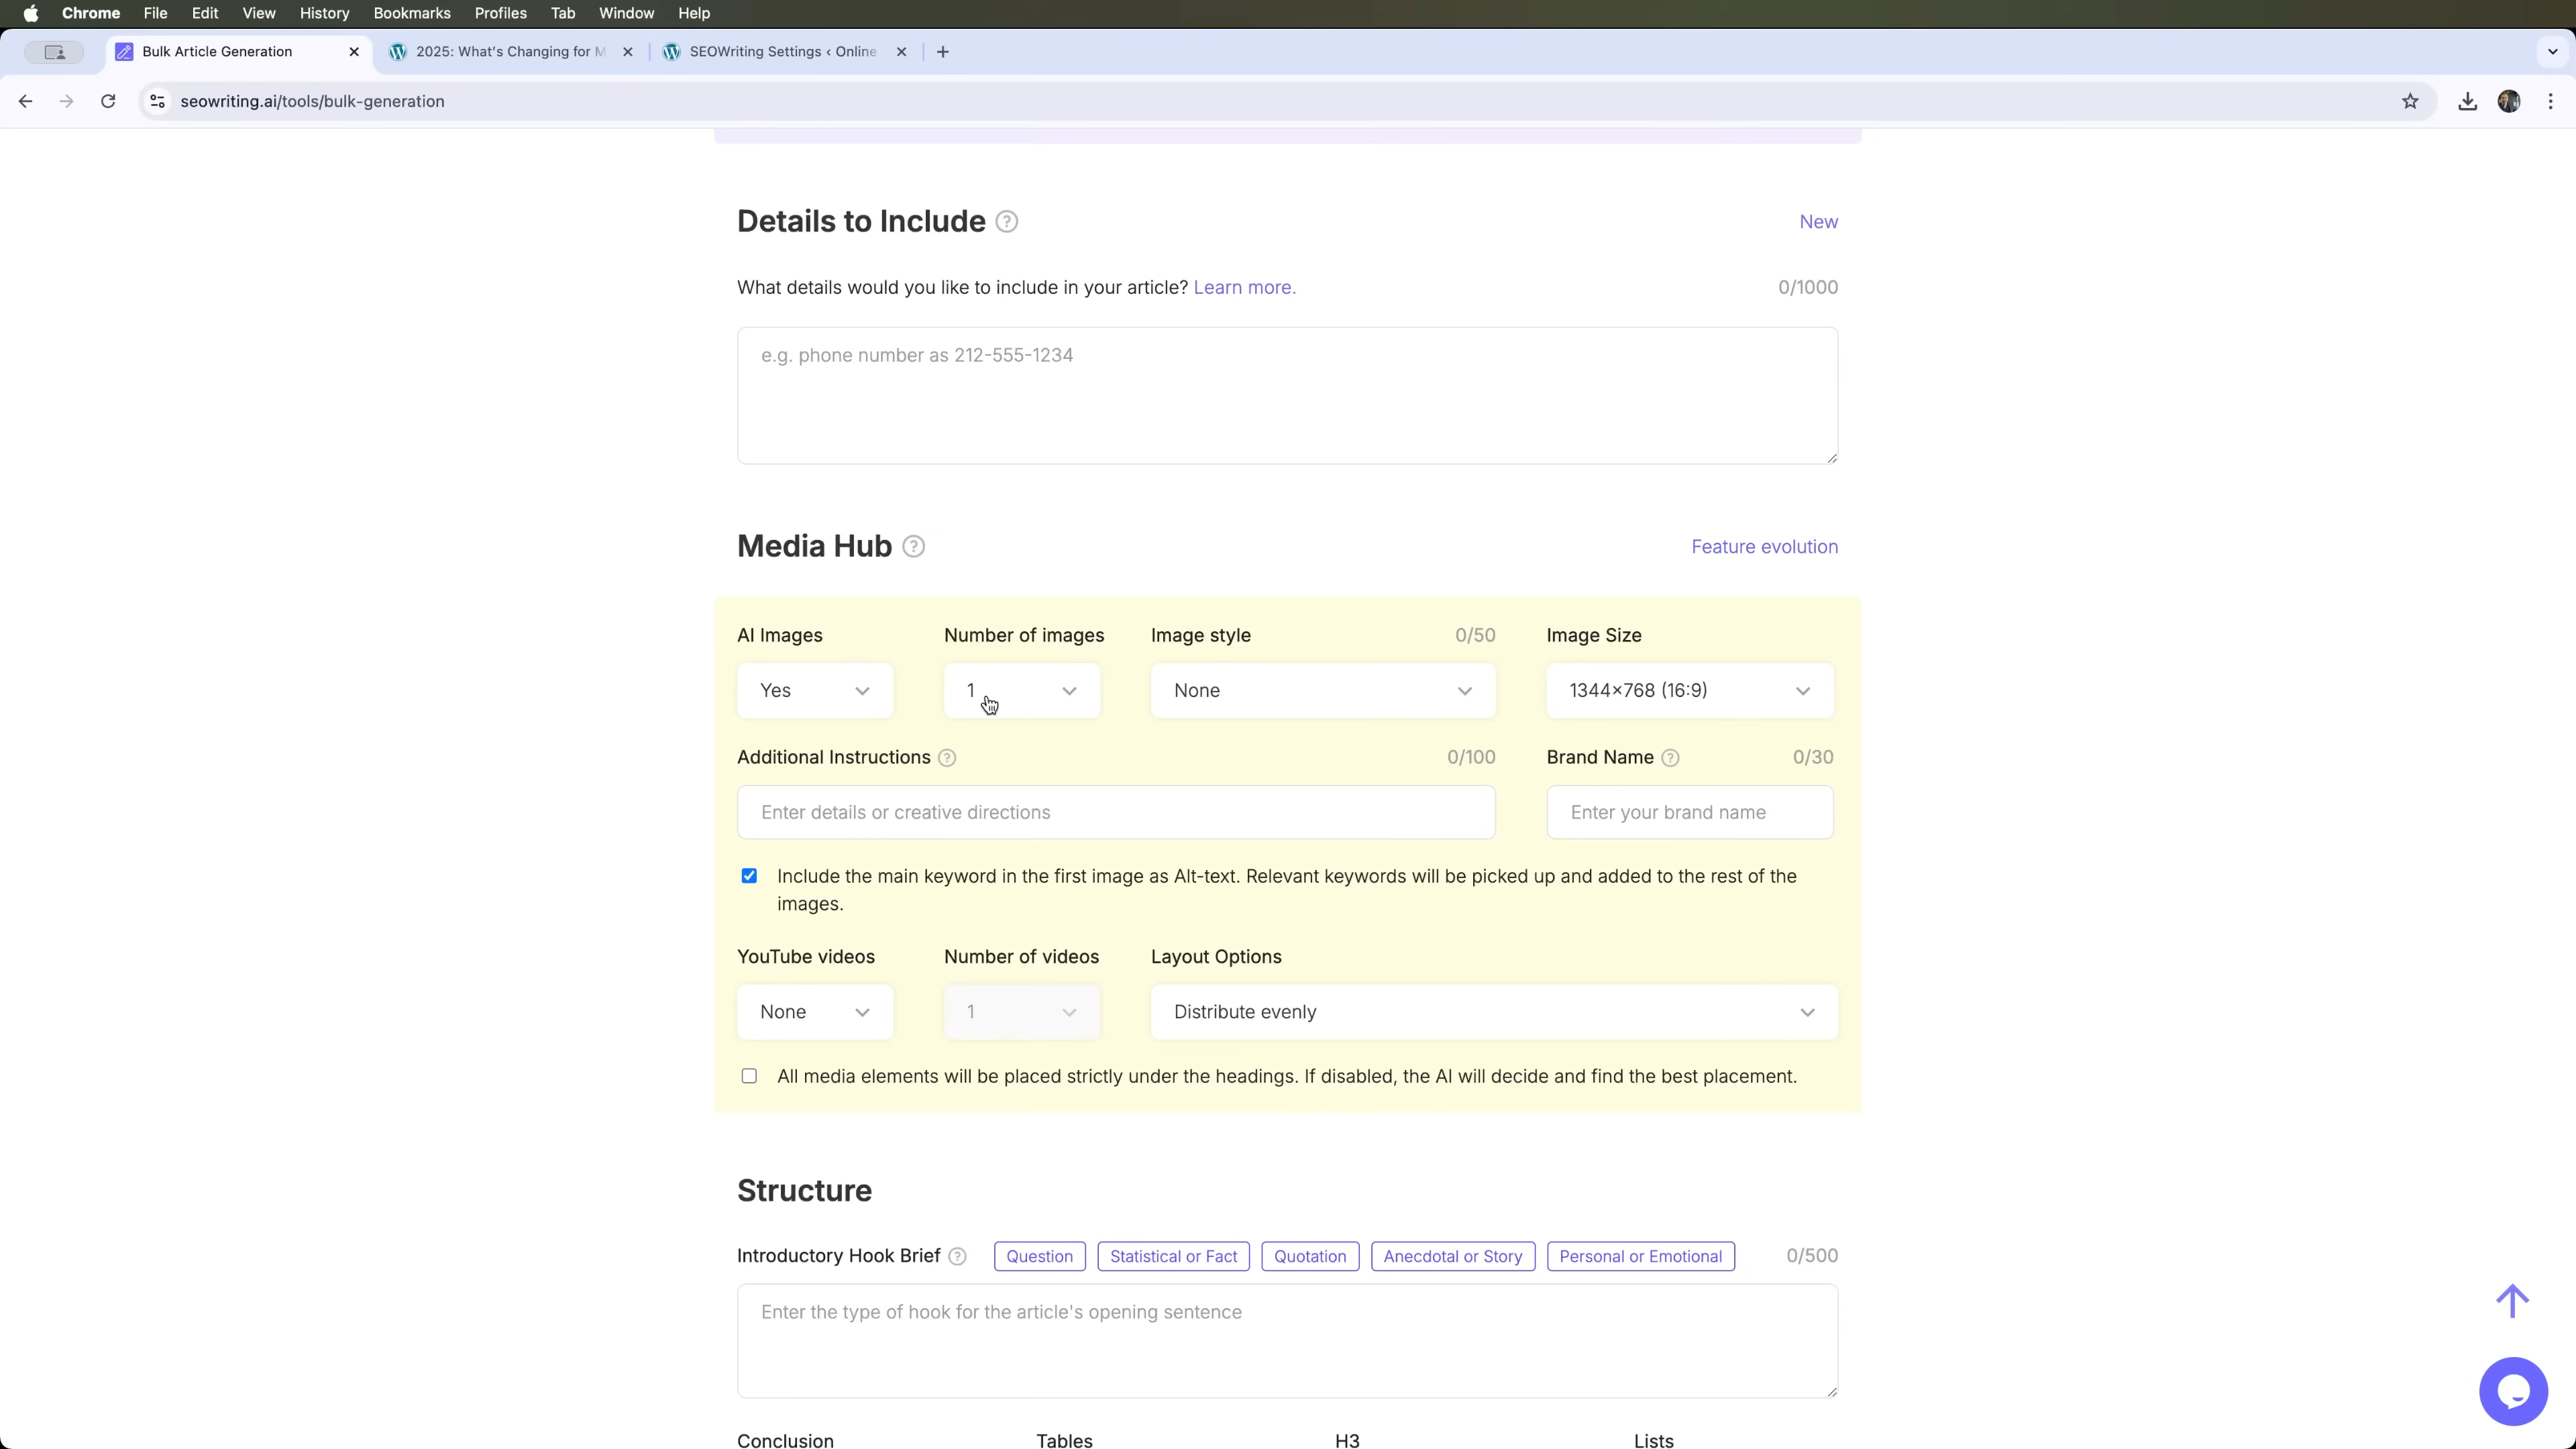 Chrome File Edit View History Bookmarks Profiles Tab Window Help
Bulk Article Generation 2025: What's Changing for M SEOWriting Settings ‹ Online
seowriting.ai/tools/bulk-generation
Details to Include ? New
What details would you like to include in your article? Learn more. 0/1000
e.g. phone number as 212-555-1234
Media Hub ? Feature evolution
AI Images Number of images Image style 0/50 Image Size
Yes 1 None 1344×768 (16:9)
Additional Instructions ? 0/100 Brand Name ? 0/30
Enter details or creative directions Enter your brand name
Include the main keyword in the first image as Alt-text. Relevant keywords will be picked up and added to the rest of the
images.
YouTube videos Number of videos Layout Options
None 1 Distribute evenly
All media elements will be placed strictly under the headings. If disabled, the AI will decide and find the best placement.
Structure
Introductory Hook Brief ? Question Statistical or Fact Quotation Anecdotal or Story Personal or Emotional 0/500
Enter the type of hook for the article's opening sentence
Conclusion Tables H3 Lists